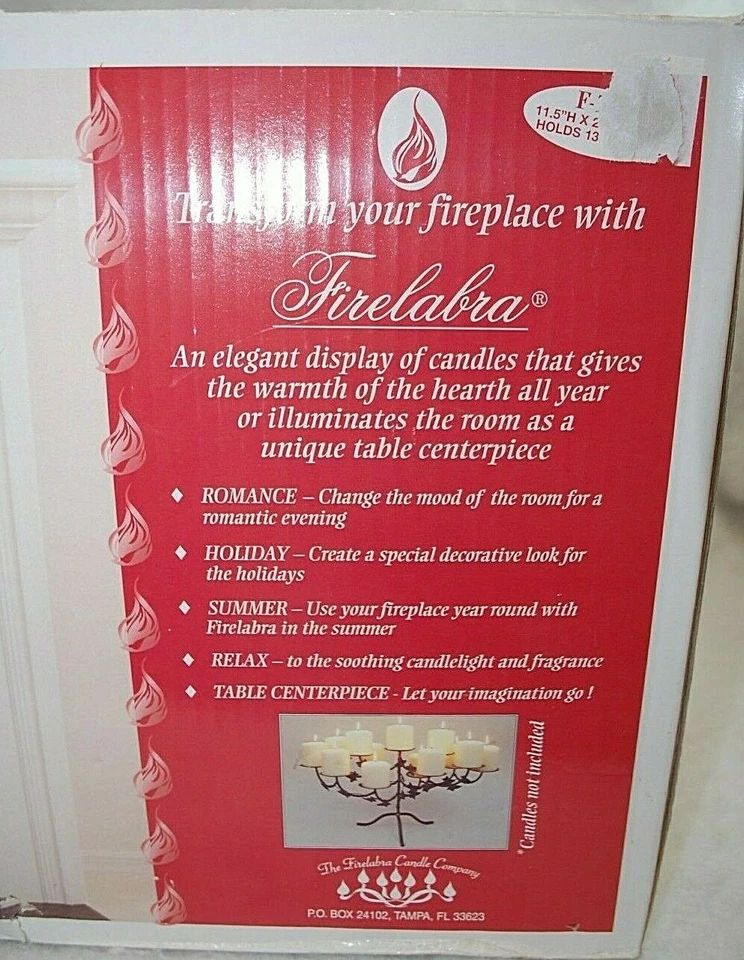 F-
11.5"H X 2
HOLDS 13
Transform your fireplace with
Firelabra®
An elegant display of candles that gives
the warmth of the hearth all year
or illuminates the room as a
unique table centerpiece
♦ ROMANCE – Change the mood of the room for a
romantic evening
♦ HOLIDAY – Create a special decorative look for
the holidays
♦ SUMMER – Use your fireplace year round with
Firelabra in the summer
♦ RELAX – to the soothing candlelight and fragrance
♦ TABLE CENTERPIECE - Let your imagination go !
*Candles not included
The Firelabra Candle Company
P.O. BOX 24102, TAMPA, FL 33623